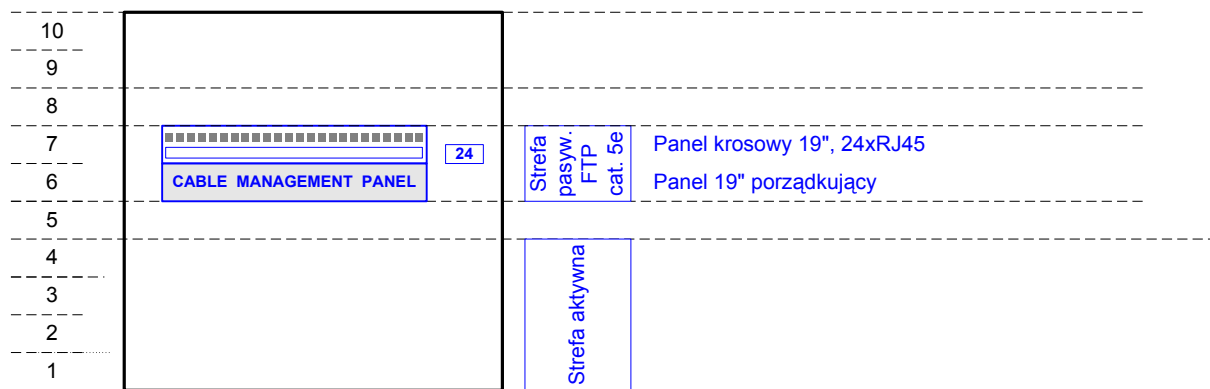 10
9
8
7
24
Panel krosowy 19", 24xRJ45
6
CABLE MANAGEMENT PANEL
Panel 19" porządkujący
Strefa
pasyw.
FTP
cat. 5e
5
4
3
2
1
Strefa aktywna